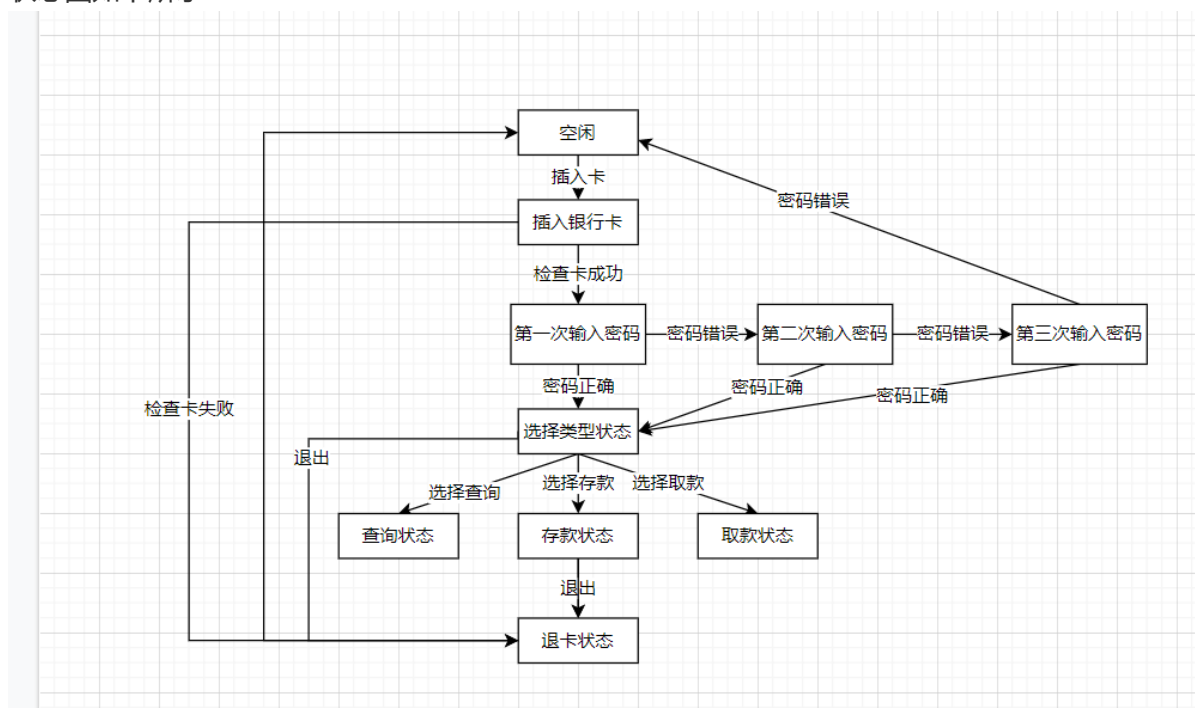 空闲
插入卡
密码错误
插入银行卡
检查卡成功
第一次输入密码
密码错误
第二次输入密码
密码错误
第三次输入密码
密码正确
密码正确
密码正确
检查卡失败
选择类型状态
退出
选择查询
选择存款
选择取款
查询状态
存款状态
取款状态
退出
退卡状态